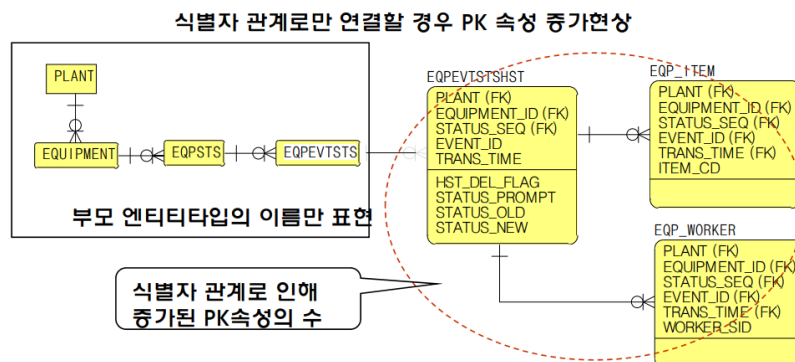 식별자 관계로만 연결할 경우 PK 속성 증가현상
PLANT
EQUIPMENT
EQPSTS
EQPEVTSTS
부모 엔티티타입의 이름만 표현
식별자 관계로 인해
증가된 PK속성의 수
EQPEVTSTSHST
PLANT (FK)
EQUIPMENT_ID (FK)
STATUS_SEQ (FK)
EVENT_ID
TRANS_TIME
HST_DEL_FLAG
STATUS_PROMPT
STATUS_OLD
STATUS_NEW
EQP_ITEM
PLANT (FK)
EQUIPMENT_ID (FK)
STATUS_SEQ (FK)
EVENT_ID (FK)
TRANS_TIME (FK)
ITEM_CD
EQP_WORKER
PLANT (FK)
EQUIPMENT_ID (FK)
STATUS_SEQ (FK)
EVENT_ID (FK)
TRANS_TIME (FK)
WORKER_SID